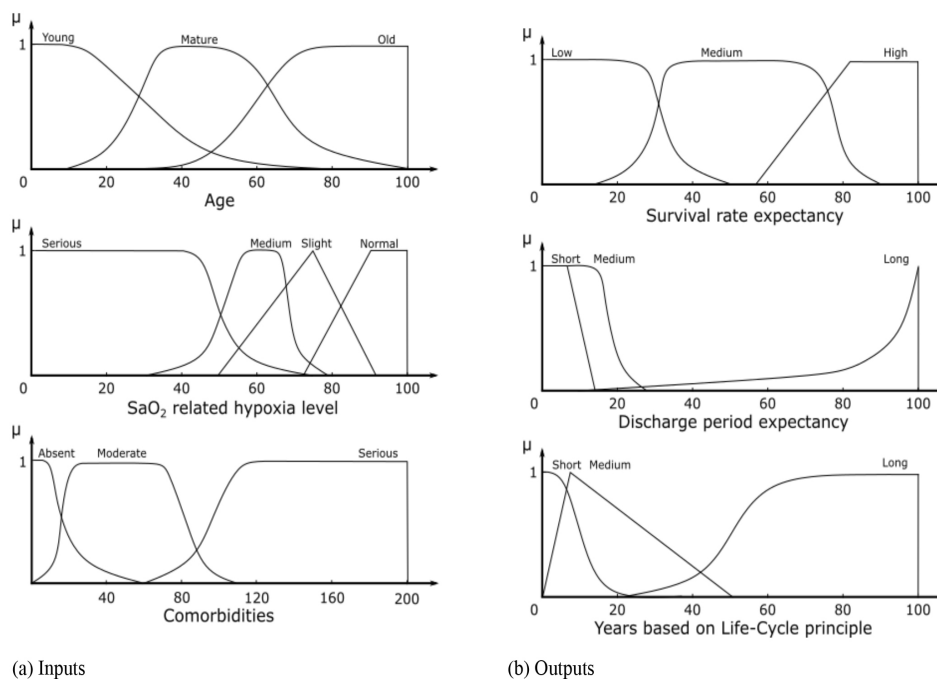 μ
1
Young
Mature
Old
0 20 40 60 80 100
Age
μ
1
Serious
Medium
Slight
Normal
0 20 40 60 80 100
SaO2 related hypoxia level
μ
1
Absent
Moderate
Serious
40 80 120 160 200
Comorbidities
(a) Inputs
μ
1
Low
Medium
High
0 20 40 60 80 100
Survival rate expectancy
μ
1
Short
Medium
Long
0 20 40 60 80 100
Discharge period expectancy
μ
1
Short
Medium
Long
0 20 40 60 80 100
Years based on Life-Cycle principle
(b) Outputs